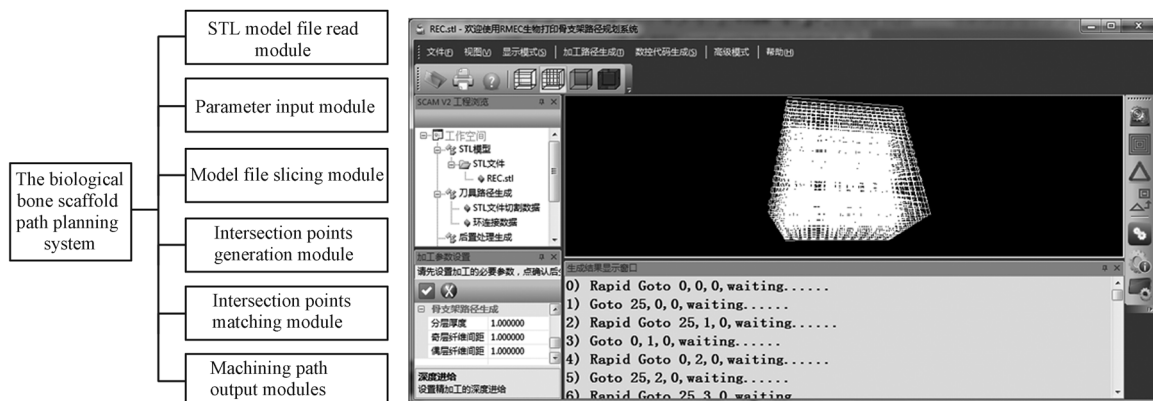 STL model file read
module
Parameter input module
Model file slicing module
The biological
bone scaffold
path planning
system
Intersection points
generation module
Intersection points
matching module
Machining path
output modules
REC.stl - 欢迎使用RMEC生物打印骨支架路径规划系统
文件(F) 视图(V) 显示模式(S) 加工路径生成(T) 数控代码生成(S) 高级模式 帮助(H)
SCAM V2 工程浏览
工作空间
STL模型
STL文件
REC.stl
刀具路径生成
STL文件切割数据
环连接数据
后置处理生成
加工参数设置
请先设置加工的必要参数，点确认后
骨支架路径生成
分层厚度 1.000000
奇层纤维间距 1.000000
偶层纤维间距 1.000000
深度进给
设置精加工的深度进给
生成结果显示窗口
0) Rapid Goto 0,0,0,waiting......
1) Goto 25,0,0,waiting......
2) Rapid Goto 25,1,0,waiting......
3) Goto 0,1,0,waiting......
4) Rapid Goto 0,2,0,waiting......
5) Goto 25,2,0,waiting......
6) Rapid Goto 25,3,0,waiting